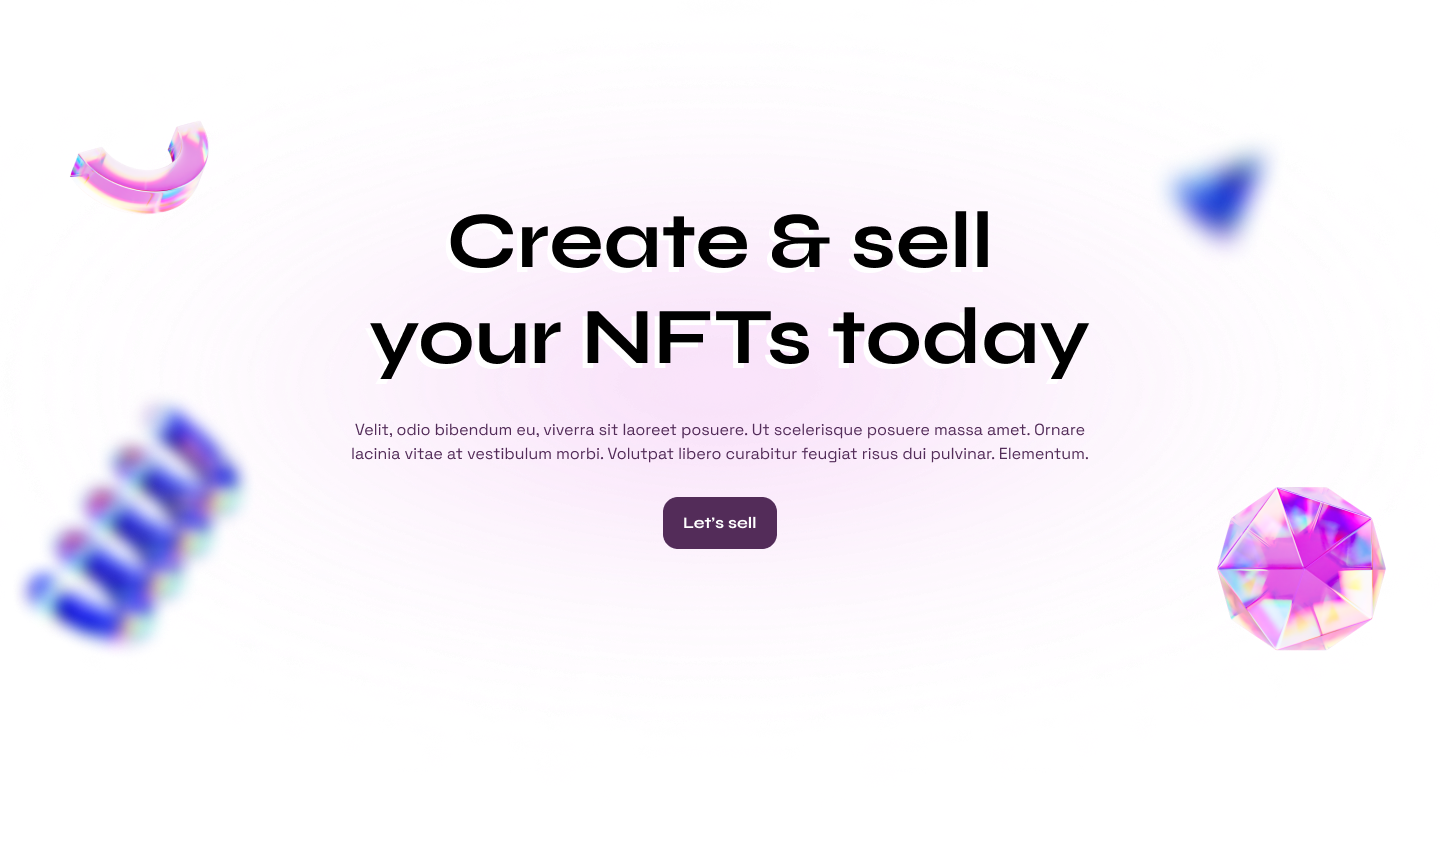 Create & sell
your NFTs today
Velit, odio bibendum eu, viverra sit laoreet posuere. Ut scelerisque posuere massa amet. Ornare
lacinia vitae at vestibulum morbi. Volutpat libero curabitur feugiat risus dui pulvinar. Elementum.
Let’s sell